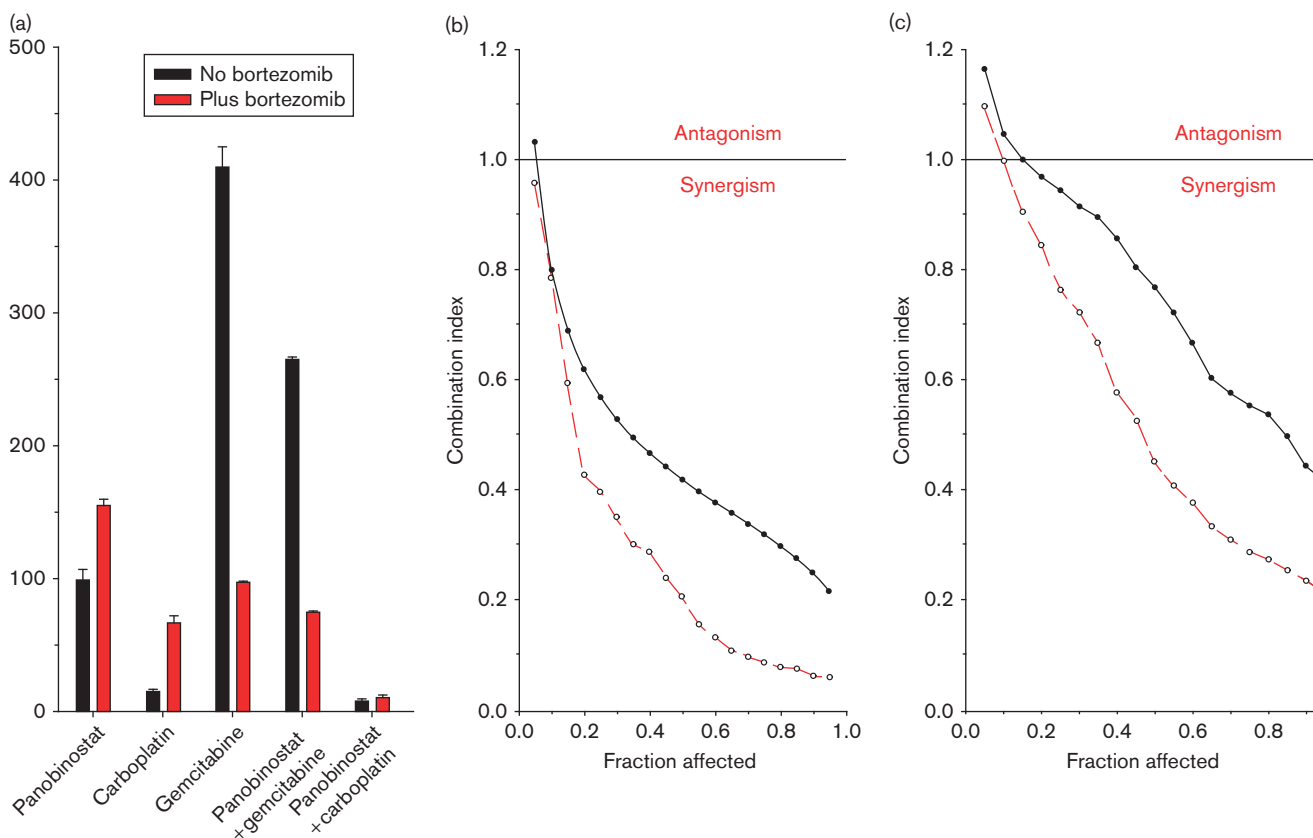 (a)
500
400
300
200
100
0
No bortezomib
Plus bortezomib
Panobinostat
Carboplatin
Gemcitabine
Panobinostat
+gemcitabine
Panobinostat
+carboplatin
(b)
1.2
1.0
0.8
0.6
0.4
0.2
0.0
Combination index
Antagonism
Synergism
0.0 0.2 0.4 0.6 0.8 1.0
Fraction affected
(c)
1.2
1.0
0.8
0.6
0.4
0.2
0.0
Combination index
Antagonism
Synergism
0.0 0.2 0.4 0.6 0.8
Fraction affected